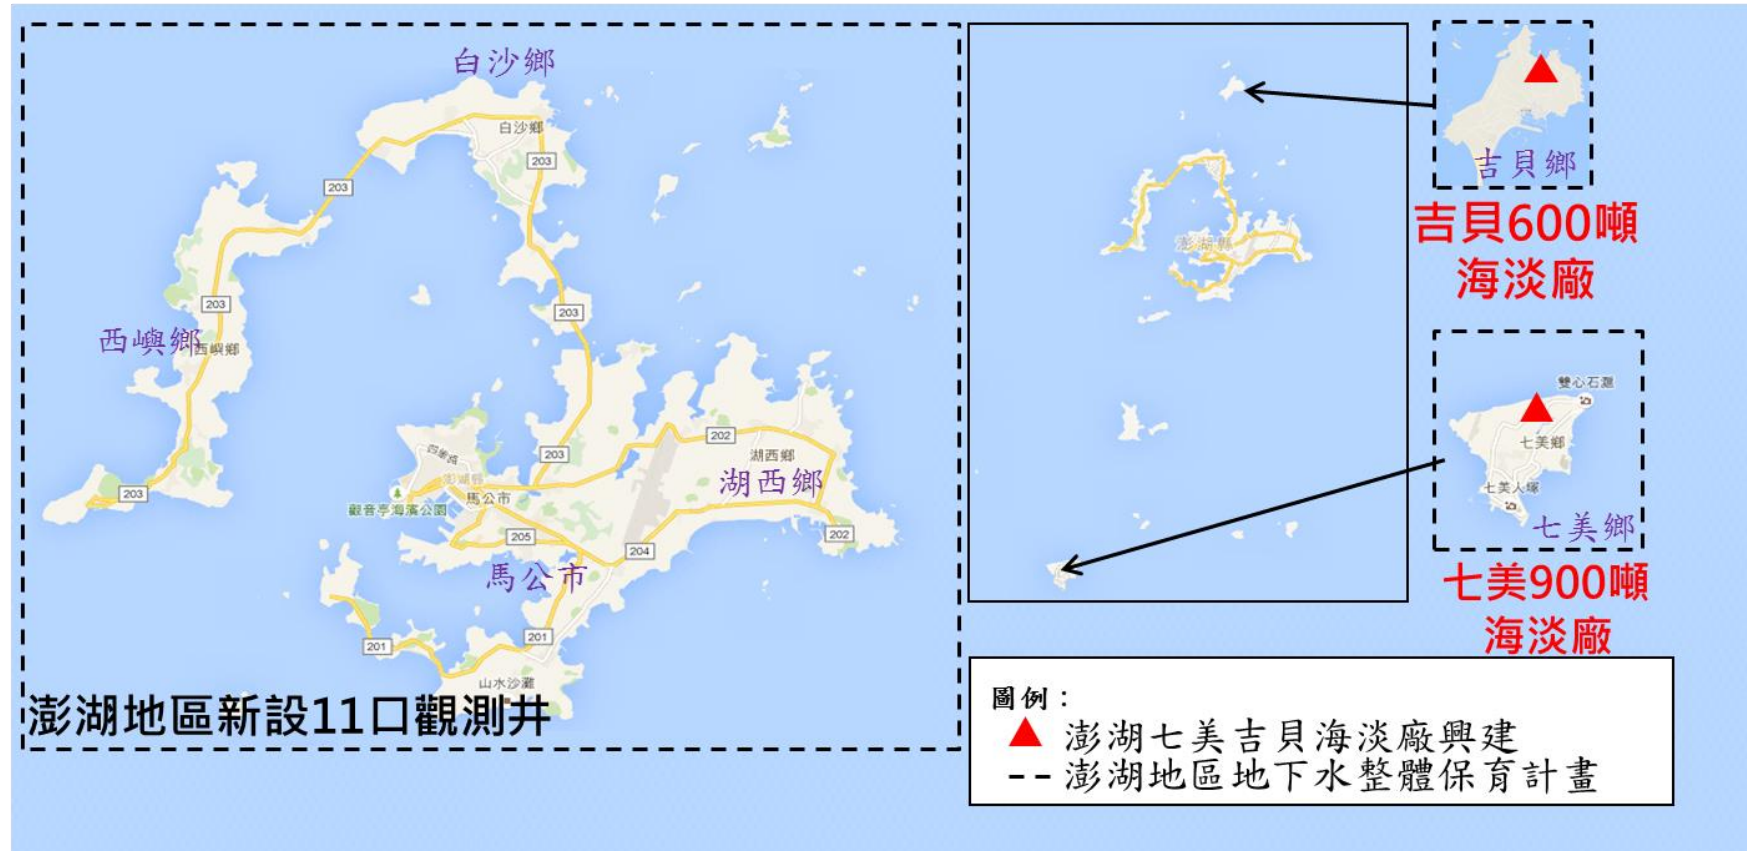 白沙鄉
白沙鄉
203
203
203
203
西嶼鄉
西嶼鄉
203
203
202
湖西鄉
湖西鄉
澎湖縣
馬公市
觀音亭海濱公園
205
204
202
馬公市
201
201
山水沙灘
澎湖地區新設11口觀測井
澎湖縣
吉貝鄉
吉貝600噸
海淡廠
雙心石滬
七美鄉
七美人塚
七美鄉
七美900噸
海淡廠
圖例：
澎湖七美吉貝海淡廠興建
澎湖地區地下水整體保育計畫